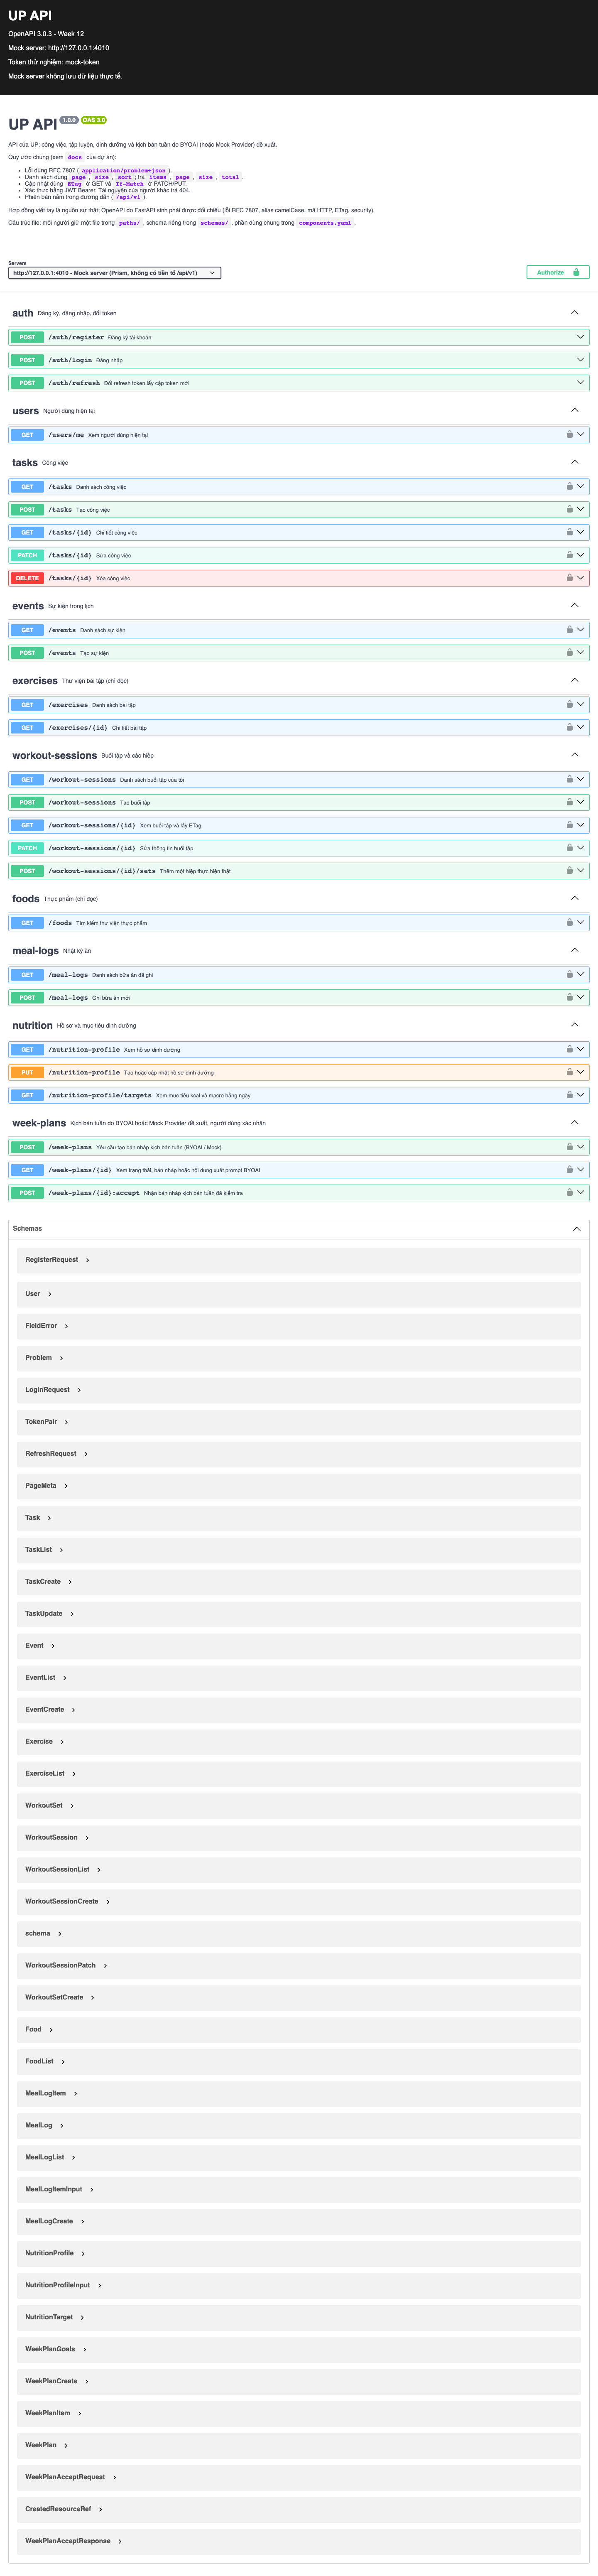 UP API
OpenAPI 3.0.3 - Week 12
Mock server: http://127.0.0.1:4010
Token thử nghiệm: mock-token
Mock server không lưu dữ liệu thực tế.
UP API 1.0.0 OAS 3.0
API của UP: công việc, tập luyện, dinh dưỡng và kịch bản tuần do BYOAI (hoặc Mock Provider) đề xuất.
Quy ước chung (xem docs của dự án):
• Lỗi dùng RFC 7807 ( application/problem+json ).
• Danh sách dùng page , size , sort ; trả items , page , size , total .
• Cập nhật dùng ETag ở GET và If-Match ở PATCH/PUT.
• Xác thực bằng JWT Bearer. Tài nguyên của người khác trả 404.
• Phiên bản nằm trong đường dẫn ( /api/v1 ).
Hợp đồng viết tay là nguồn sự thật; OpenAPI do FastAPI sinh phải được đối chiếu (lỗi RFC 7807, alias camelCase, mã HTTP, ETag, security).
Cấu trúc file: mỗi người giữ một file trong paths/ , schema riêng trong schemas/ , phần dùng chung trong components.yaml .
Servers
http://127.0.0.1:4010 - Mock server (Prism, không có tiền tố /api/v1)
Authorize
auth Đăng ký, đăng nhập, đổi token
POST /auth/register Đăng ký tài khoản
POST /auth/login Đăng nhập
POST /auth/refresh Đổi refresh token lấy cặp token mới
users Người dùng hiện tại
GET /users/me Xem người dùng hiện tại
tasks Công việc
GET /tasks Danh sách công việc
POST /tasks Tạo công việc
GET /tasks/{id} Chi tiết công việc
PATCH /tasks/{id} Sửa công việc
DELETE /tasks/{id} Xóa công việc
events Sự kiện trong lịch
GET /events Danh sách sự kiện
POST /events Tạo sự kiện
exercises Thư viện bài tập (chỉ đọc)
GET /exercises Danh sách bài tập
GET /exercises/{id} Chi tiết bài tập
workout-sessions Buổi tập và các hiệp
GET /workout-sessions Danh sách buổi tập của tôi
POST /workout-sessions Tạo buổi tập
GET /workout-sessions/{id} Xem buổi tập và lấy ETag
PATCH /workout-sessions/{id} Sửa thông tin buổi tập
POST /workout-sessions/{id}/sets Thêm một hiệp thực hiện thật
foods Thực phẩm (chỉ đọc)
GET /foods Tìm kiếm thư viện thực phẩm
meal-logs Nhật ký ăn
GET /meal-logs Danh sách bữa ăn đã ghi
POST /meal-logs Ghi bữa ăn mới
nutrition Hồ sơ và mục tiêu dinh dưỡng
GET /nutrition-profile Xem hồ sơ dinh dưỡng
PUT /nutrition-profile Tạo hoặc cập nhật hồ sơ dinh dưỡng
GET /nutrition-profile/targets Xem mục tiêu kcal và macro hằng ngày
week-plans Kịch bản tuần do BYOAI hoặc Mock Provider đề xuất, người dùng xác nhận
POST /week-plans Yêu cầu tạo bản nháp kịch bản tuần (BYOAI / Mock)
GET /week-plans/{id} Xem trạng thái, bản nháp hoặc nội dung xuất prompt BYOAI
POST /week-plans/{id}:accept Nhận bản nháp kịch bản tuần đã kiểm tra
Schemas
RegisterRequest
User
FieldError
Problem
LoginRequest
TokenPair
RefreshRequest
PageMeta
Task
TaskList
TaskCreate
TaskUpdate
Event
EventList
EventCreate
Exercise
ExerciseList
WorkoutSet
WorkoutSession
WorkoutSessionList
WorkoutSessionCreate
schema
WorkoutSessionPatch
WorkoutSetCreate
Food
FoodList
MealLogItem
MealLog
MealLogList
MealLogItemInput
MealLogCreate
NutritionProfile
NutritionProfileInput
NutritionTarget
WeekPlanGoals
WeekPlanCreate
WeekPlanItem
WeekPlan
WeekPlanAcceptRequest
CreatedResourceRef
WeekPlanAcceptResponse